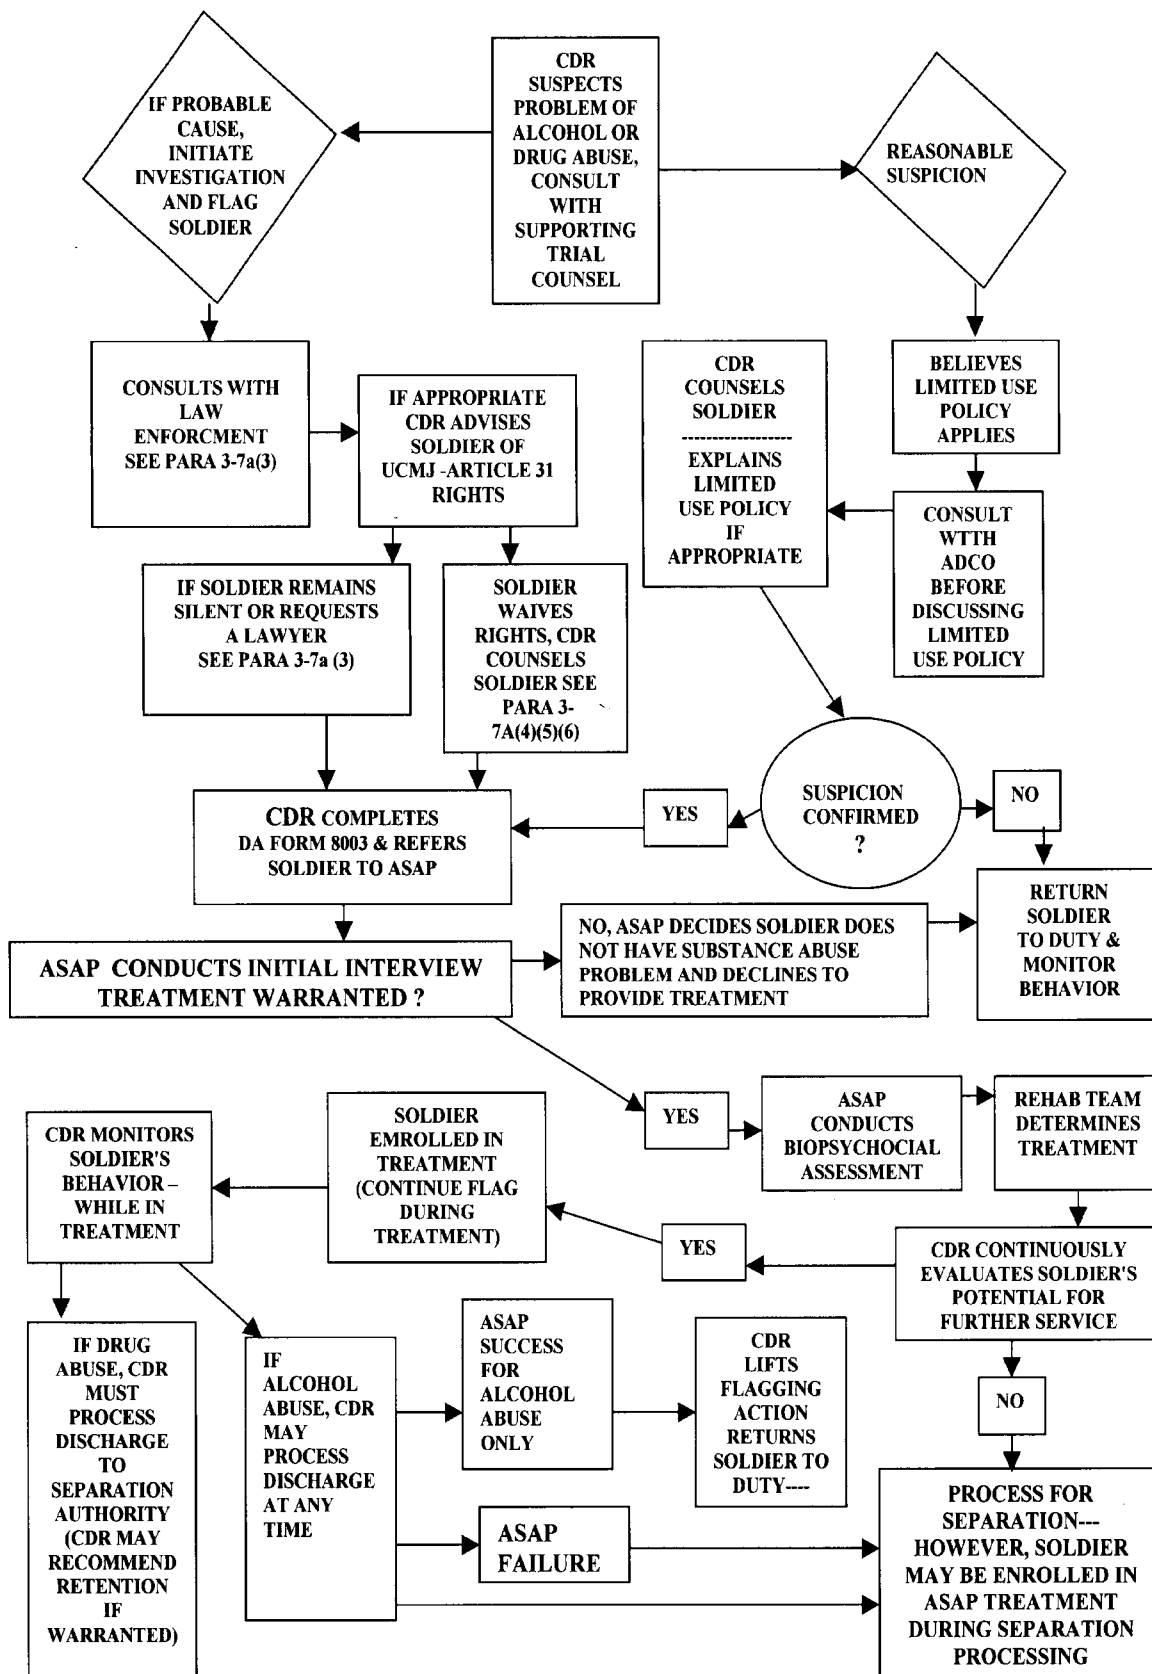 CDR
SUSPECTS
PROBLEM OF
ALCOHOL OR
DRUG ABUSE,
CONSULT
WITH
SUPPORTING
TRIAL
COUNSEL
IF PROBABLE
CAUSE,
INITIATE
INVESTIGATION
AND FLAG
SOLDIER
REASONABLE
SUSPICION
CONSULTS WITH
LAW
ENFORCMENT
SEE PARA 3-7a(3)
IF APPROPRIATE
CDR ADVISES
SOLDIER OF
UCMJ -ARTICLE 31
RIGHTS
CDR
COUNSELS
SOLDIER
------------------
EXPLAINS
LIMITED
USE POLICY
IF
APPROPRIATE
BELIEVES
LIMITED USE
POLICY
APPLIES
CONSULT
WTTH
ADCO
BEFORE
DISCUSSING
LIMITED
USE POLICY
IF SOLDIER REMAINS
SILENT OR REQUESTS
A LAWYER
SEE PARA 3-7a (3)
SOLDIER
WAIVES
RIGHTS, CDR
COUNSELS
SOLDIER SEE
PARA 3-
7A(4)(5)(6)
CDR COMPLETES
DA FORM 8003 & REFERS
SOLDIER TO ASAP
YES
SUSPICION
CONFIRMED
?
NO
RETURN
SOLDIER
TO DUTY &
MONITOR
BEHAVIOR
ASAP CONDUCTS INITIAL INTERVIEW
TREATMENT WARRANTED ?
NO, ASAP DECIDES SOLDIER DOES
NOT HAVE SUBSTANCE ABUSE
PROBLEM AND DECLINES TO
PROVIDE TREATMENT
YES
ASAP
CONDUCTS
BIOPSYCHOCIAL
ASSESSMENT
REHAB TEAM
DETERMINES
TREATMENT
CDR MONITORS
SOLDIER'S
BEHAVIOR –
WHILE IN
TREATMENT
SOLDIER
EMROLLED IN
TREATMENT
(CONTINUE FLAG
DURING
TREATMENT)
YES
CDR CONTINUOUSLY
EVALUATES SOLDIER'S
POTENTIAL FOR
FURTHER SERVICE
NO
IF DRUG
ABUSE, CDR
MUST
PROCESS
DISCHARGE
TO
SEPARATION
AUTHORITY
(CDR MAY
RECOMMEND
RETENTION
IF
WARRANTED)
IF
ALCOHOL
ABUSE, CDR
MAY
PROCESS
DISCHARGE
AT ANY
TIME
ASAP
SUCCESS
FOR
ALCOHOL
ABUSE
ONLY
CDR
LIFTS
FLAGGING
ACTION
RETURNS
SOLDIER TO
DUTY----
ASAP
FAILURE
PROCESS FOR
SEPARATION---
HOWEVER, SOLDIER
MAY BE ENROLLED IN
ASAP TREATMENT
DURING SEPARATION
PROCESSING